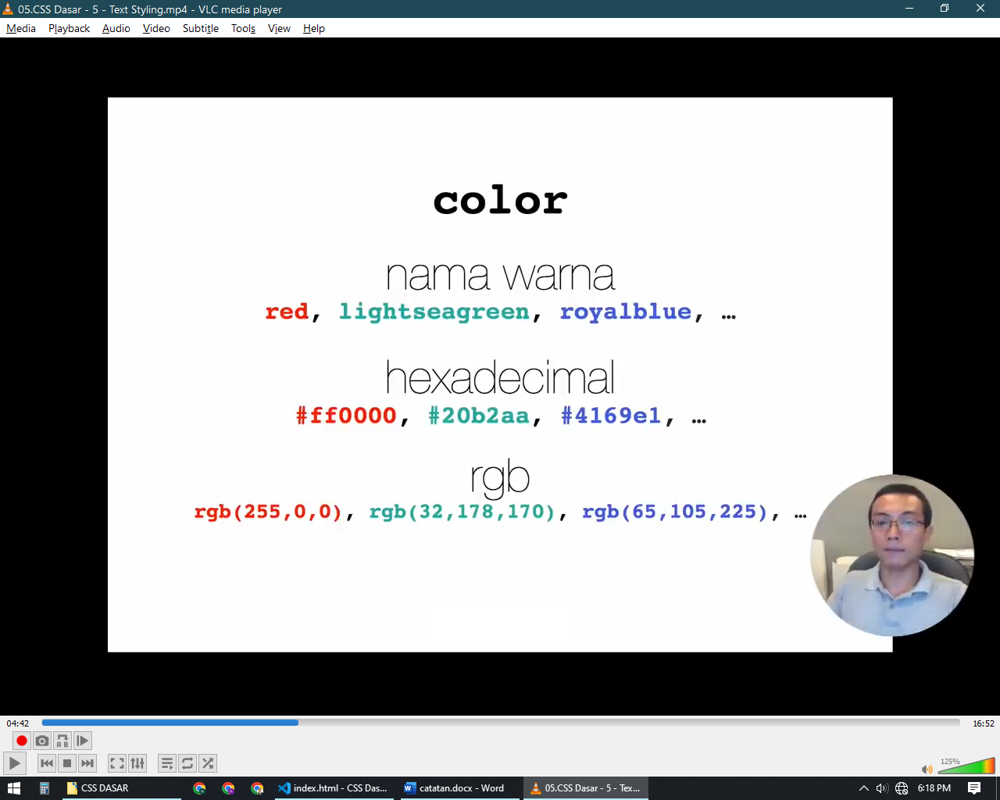 05.CSS Dasar - 5 - Text Styling.mp4 - VLC media player
Media Playback Audio Video Subtitle Tools View Help
color
nama warna
red, lightseagreen, royalblue, …
hexadecimal
#ff0000, #20b2aa, #4169e1, …
rgb
rgb(255,0,0), rgb(32,178,170), rgb(65,105,225), …
04:42
16:52
A B
125%
CSS DASAR
index.html - CSS Das...
catatan.docx - Word
05.CSS Dasar - 5 - Tex...
6:18 PM